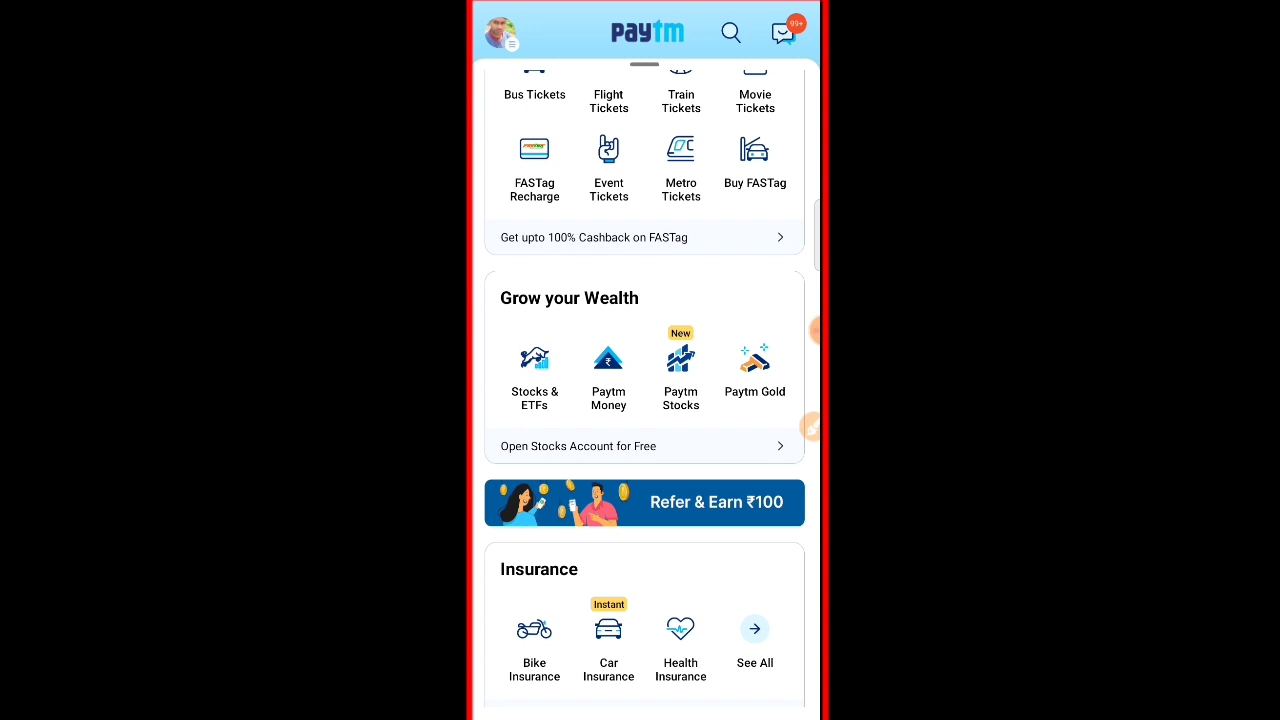 paytm
99+
Bus Tickets Flight Train Movie
Tickets Tickets Tickets
FASTag Event Metro Buy FASTag
Recharge Tickets Tickets
Get upto 100% Cashback on FASTag
Grow your Wealth
New
Stocks & Paytm Paytm Paytm Gold
ETFs Money Stocks
Open Stocks Account for Free
Refer & Earn ₹100
Insurance
Instant
Bike Car Health See All
Insurance Insurance Insurance